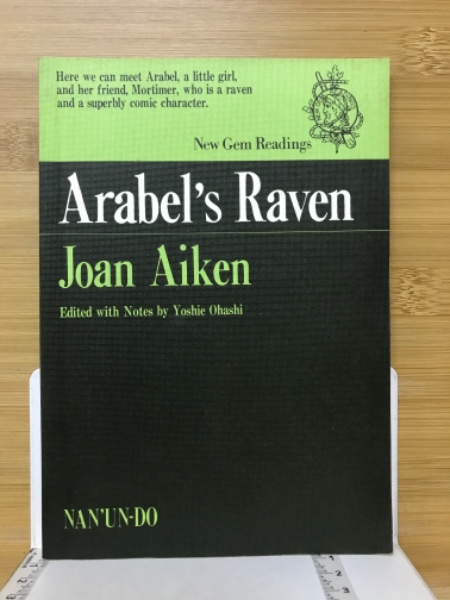 Here we can meet Arabel, a little girl,
and her friend, Mortimer, who is a raven
and a superbly comic character.
New Gem Readings
Arabel's Raven
Joan Aiken
Edited with Notes by Yoshie Ohashi
NAN'UN-DO